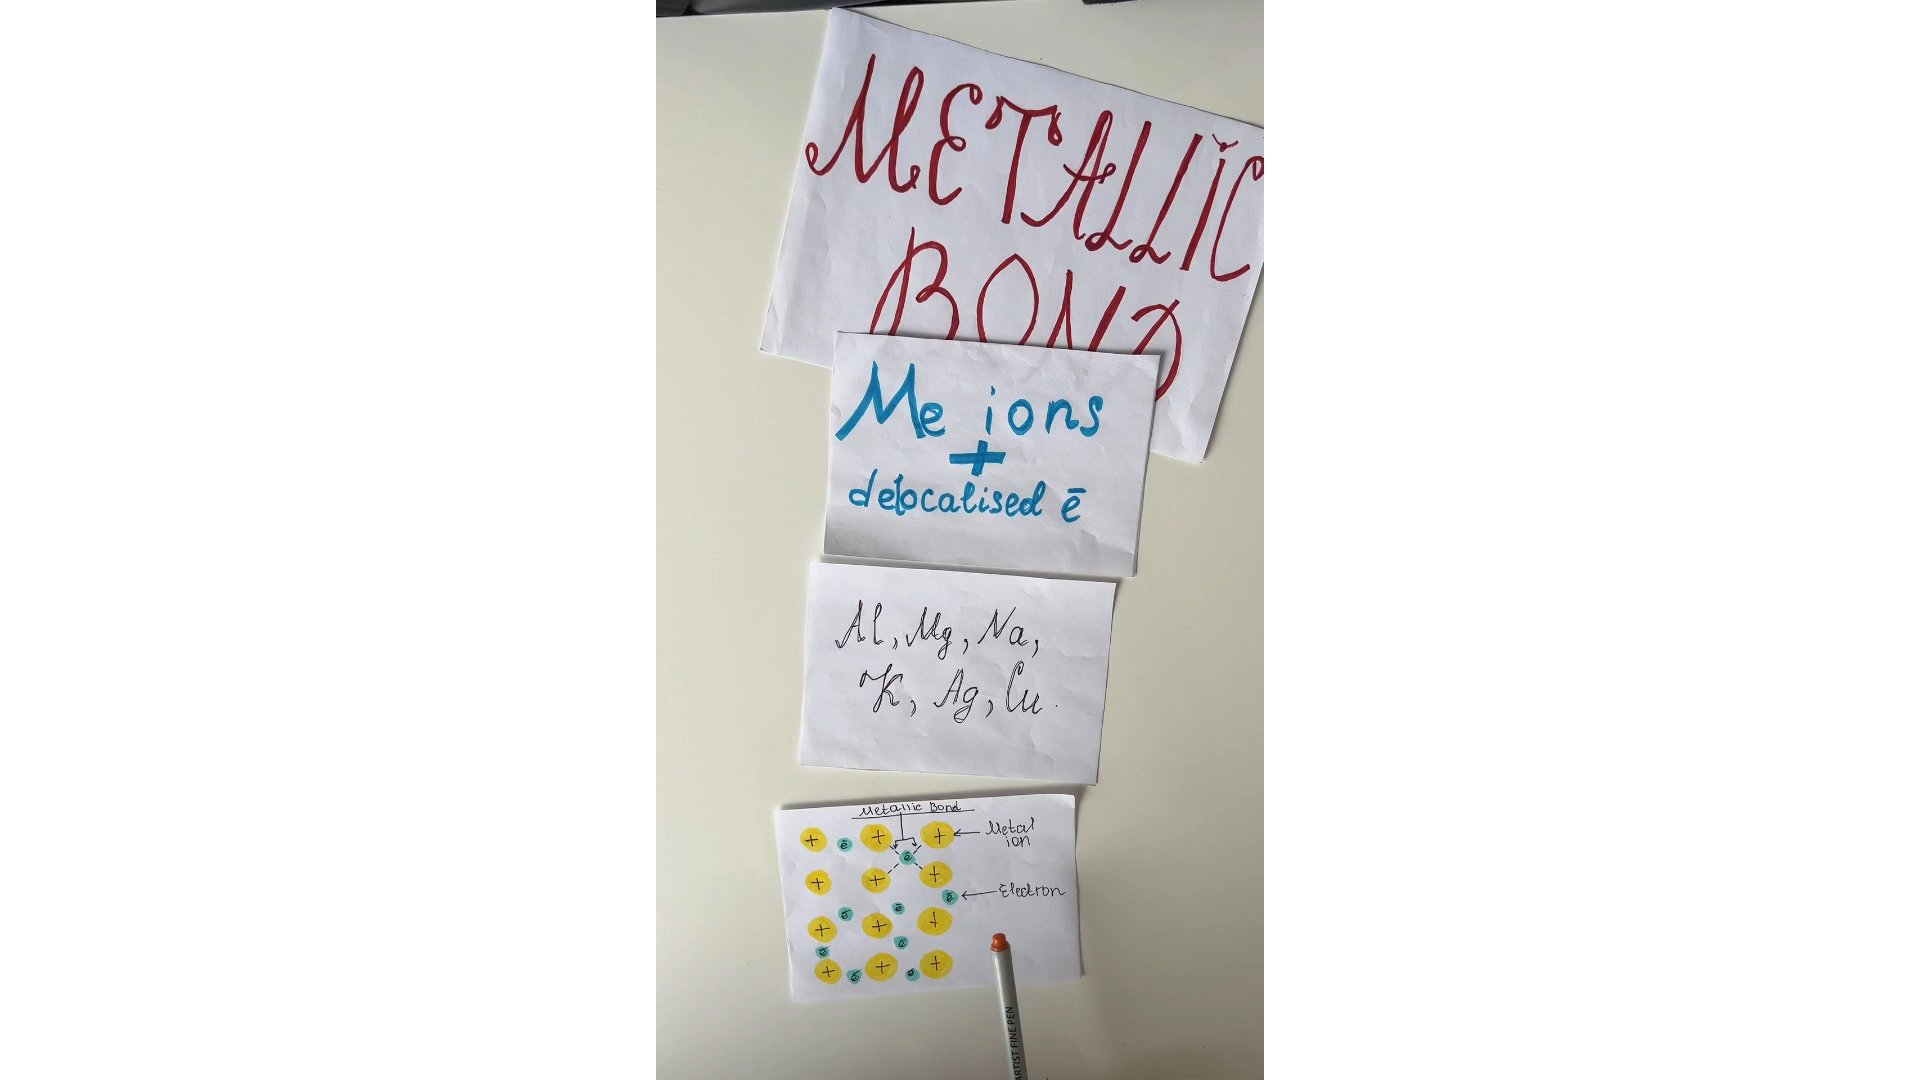 METALLIC
BOND
Me ions
+
delocalised ē
Al, Mg, Na,
K, Ag, Cu.
Metallic Bond
+ ē + + Metal
ion
ē
+ + +
ē Electron
ē ē
+ + +
ē ē
+ ē + ē +
ARTIST FINE PEN